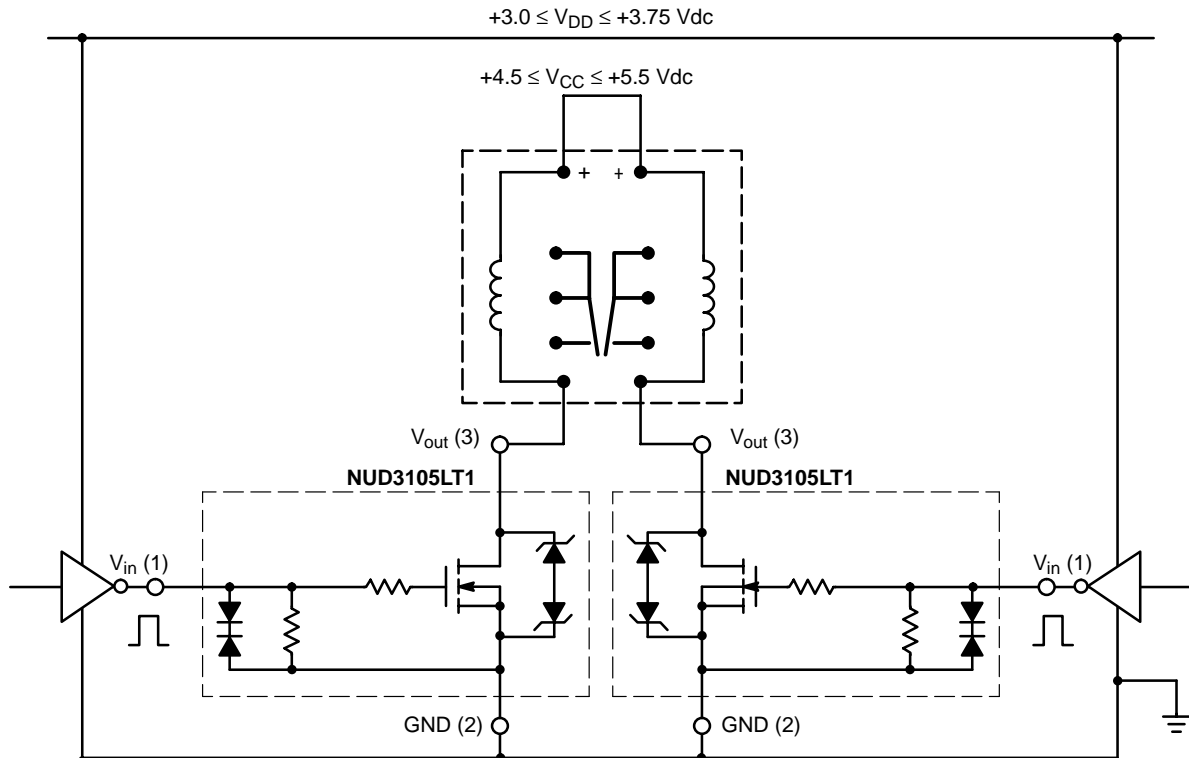 +3.0 ≤ VDD ≤ +3.75 Vdc
+4.5 ≤ VCC ≤ +5.5 Vdc
+ +
Vout (3) Vout (3)
NUD3105LT1 NUD3105LT1
Vin (1) Vin (1)
GND (2) GND (2)